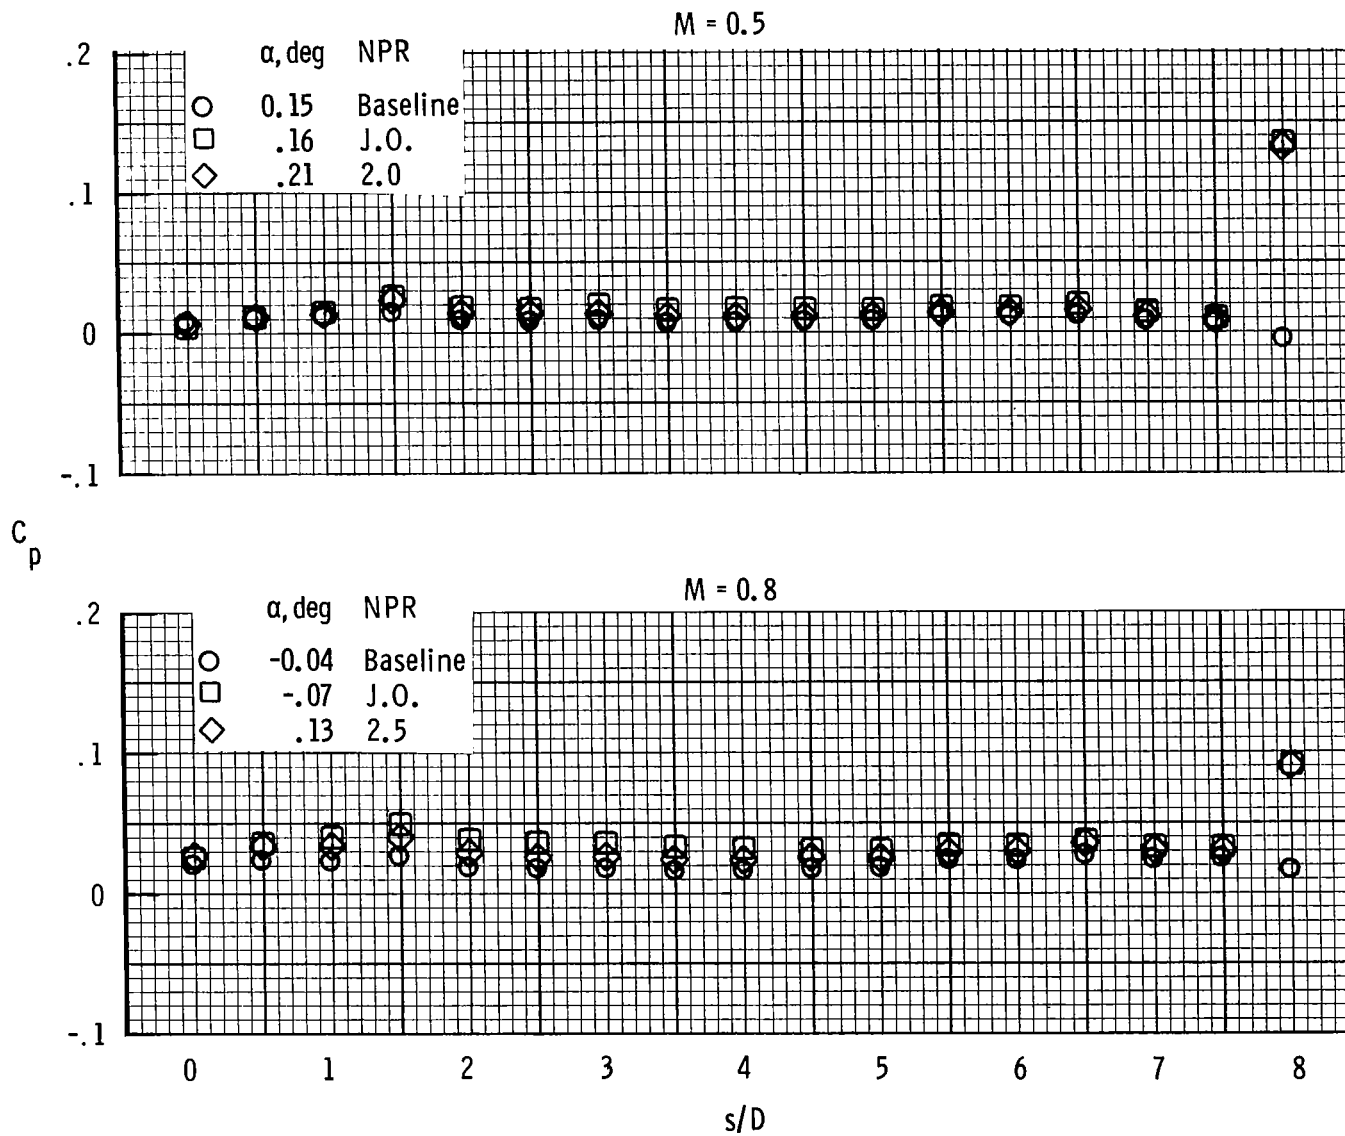 M = 0.5
.2
α, deg NPR
0.15 Baseline
.16 J.O.
.21 2.0
.1
0
-.1
Cp
M = 0.8
.2
α, deg NPR
-0.04 Baseline
-.07 J.O.
.13 2.5
.1
0
-.1
0 1 2 3 4 5 6 7 8
s/D